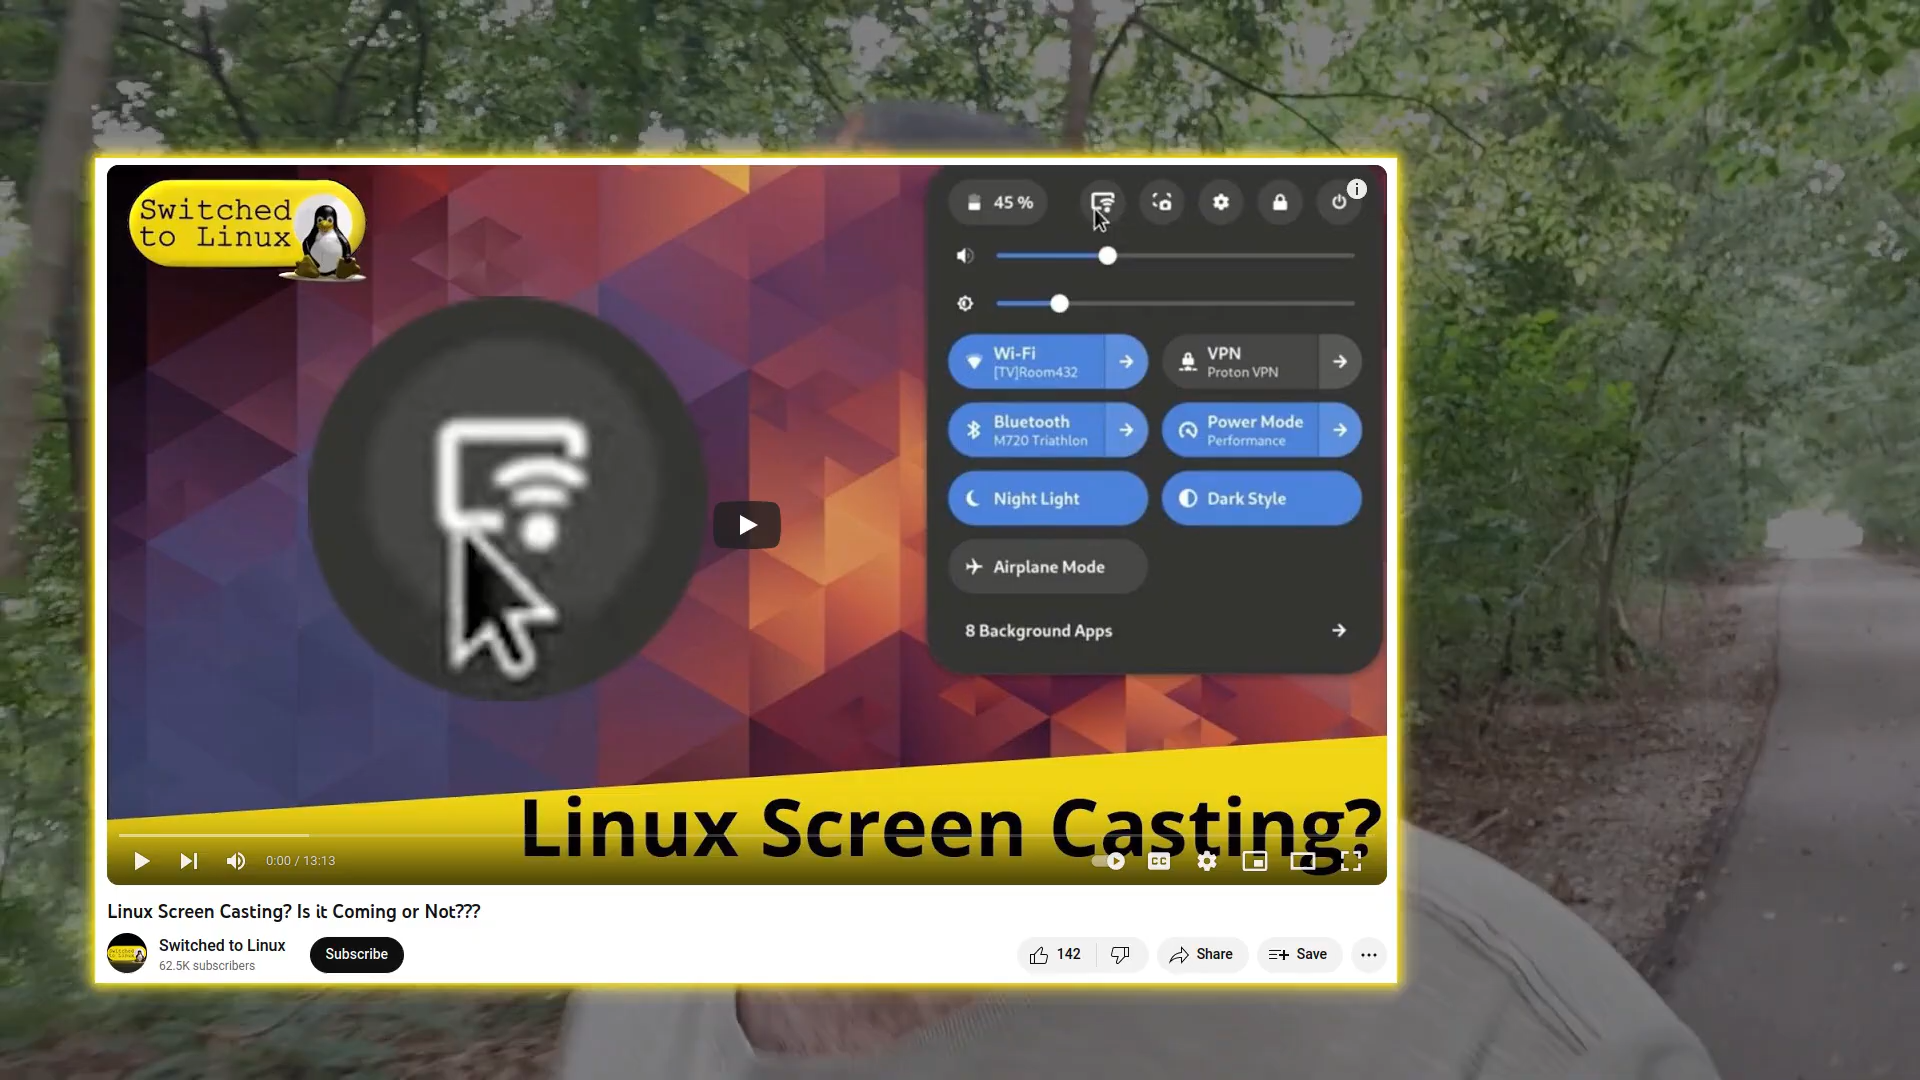 Switched
to Linux
45 %
Wi-Fi
[TV]Room432
VPN
Proton VPN
Bluetooth
M720 Triathlon
Power Mode
Performance
Night Light
Dark Style
Airplane Mode
8 Background Apps
Linux Screen Casting?
0:00 / 13:13
CC
Linux Screen Casting? Is it Coming or Not???
Switched to Linux
62.5K subscribers
Subscribe
142
Share
Save